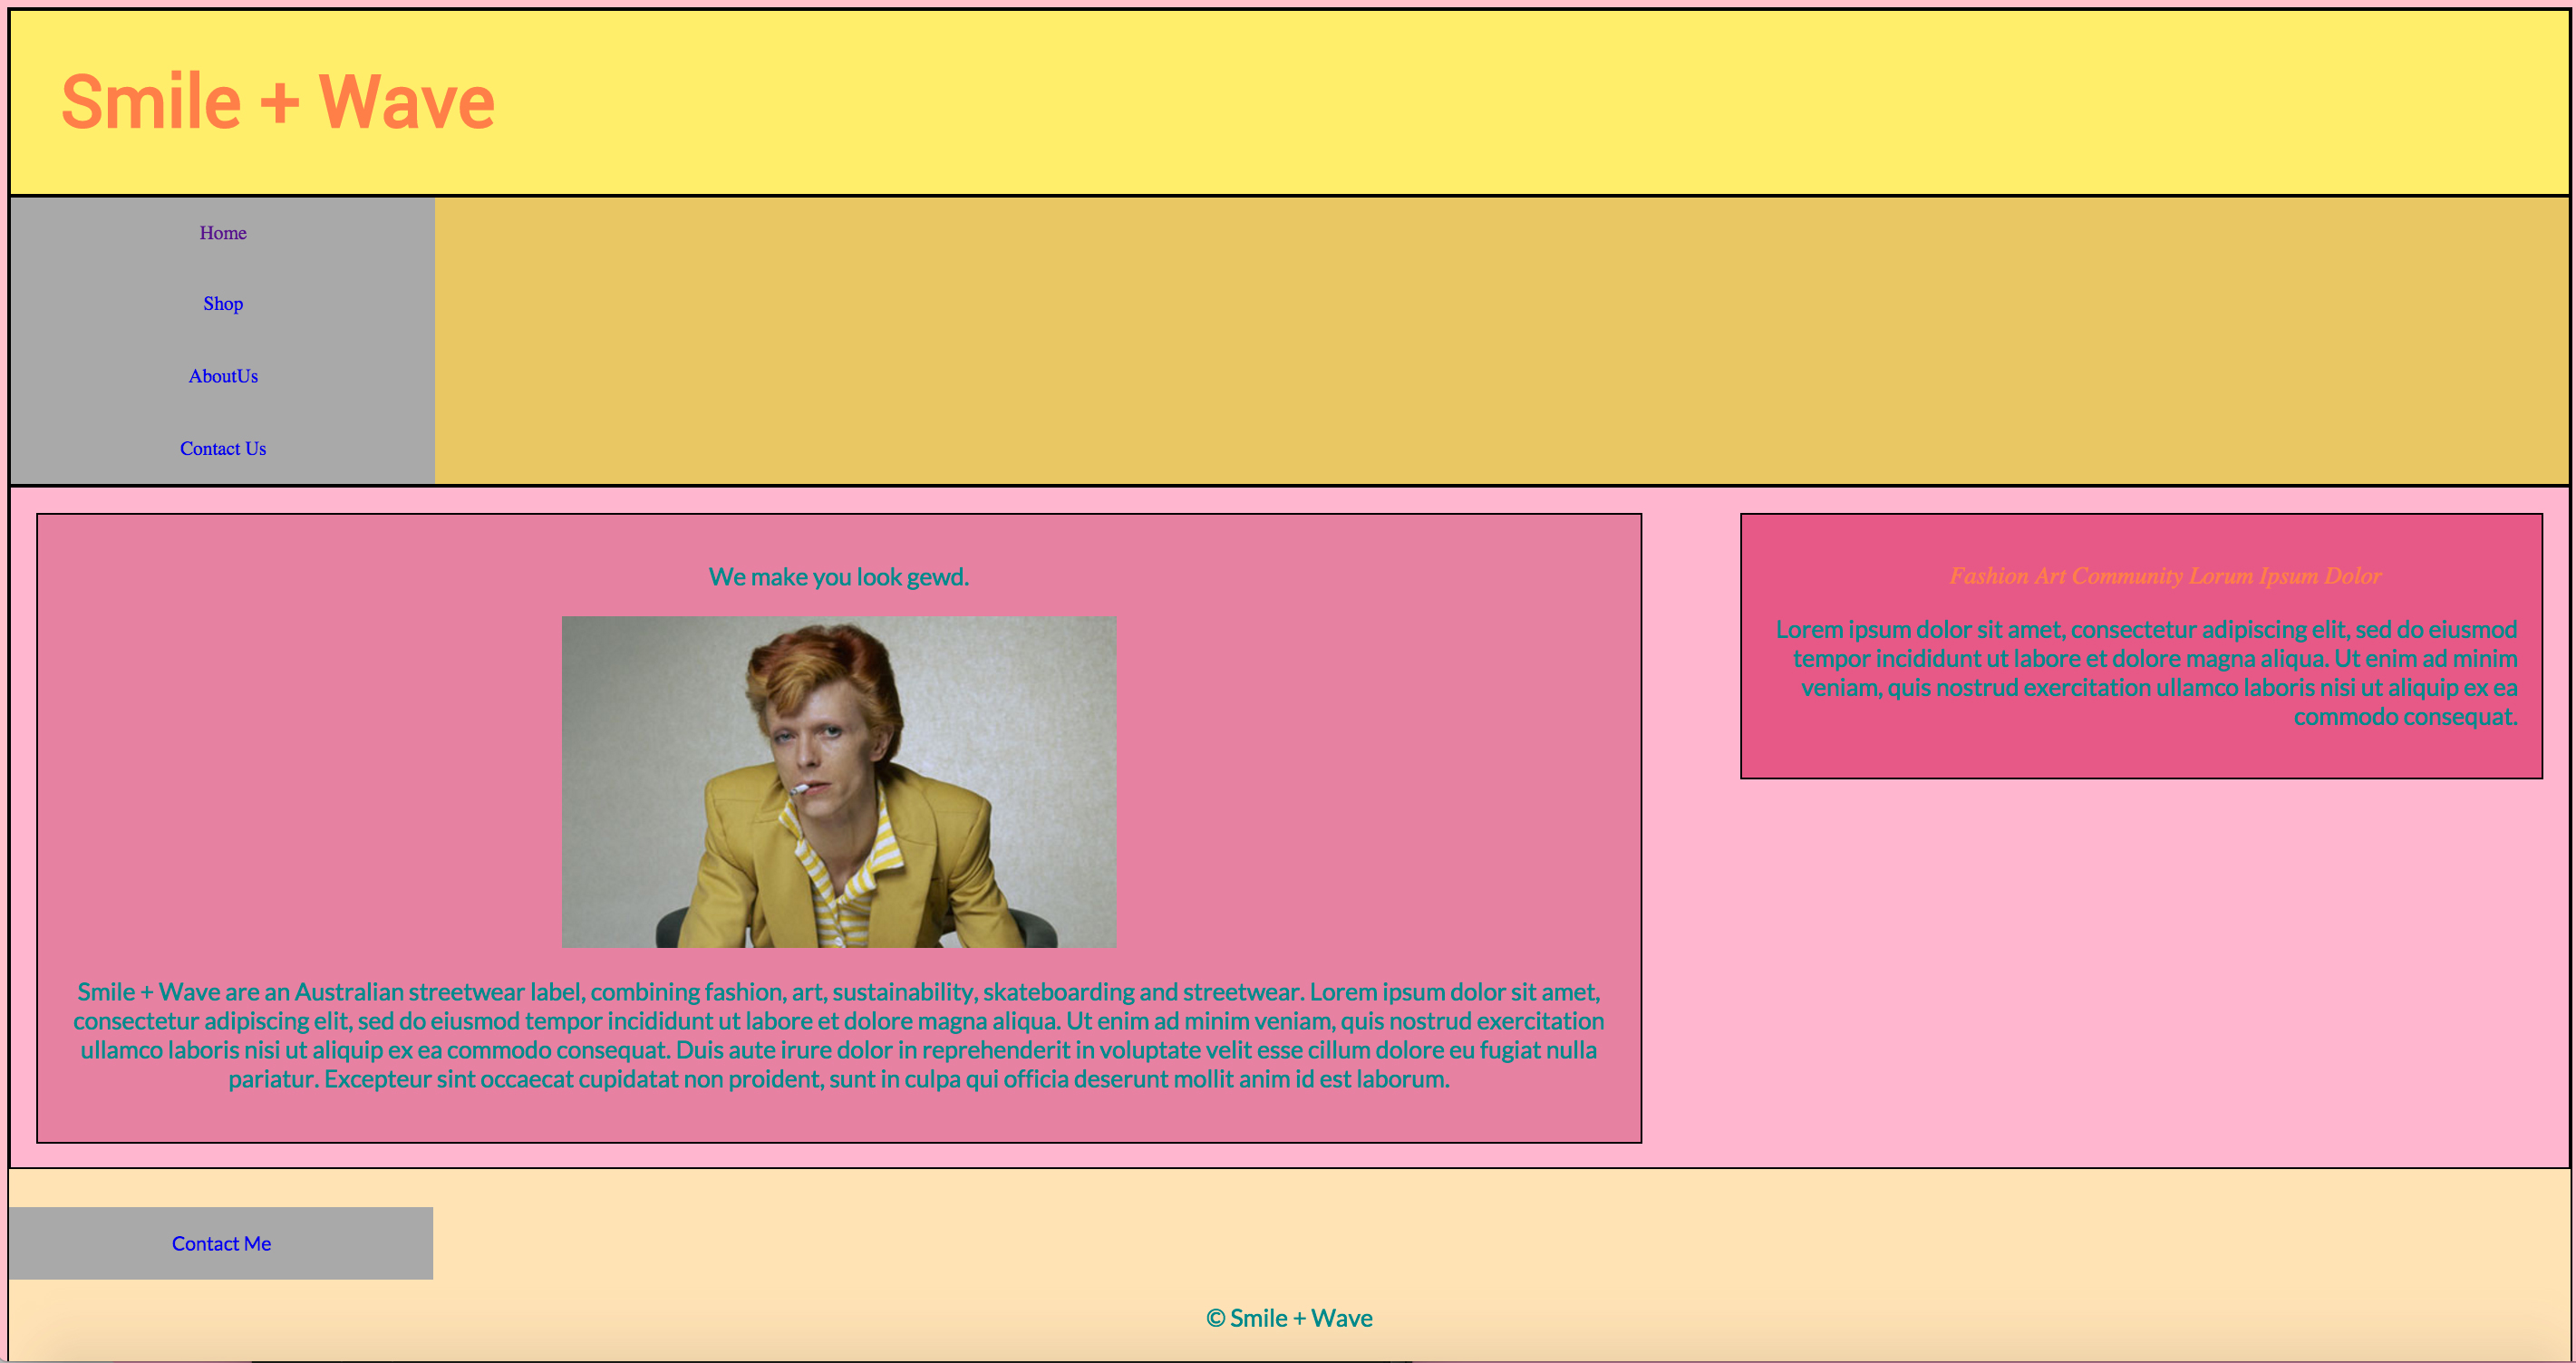 Smile + Wave
Home
Shop
AboutUs
Contact Us
We make you look gewd.
Smile + Wave are an Australian streetwear label, combining fashion, art, sustainability, skateboarding and streetwear. Lorem ipsum dolor sit amet,
consectetur adipiscing elit, sed do eiusmod tempor incididunt ut labore et dolore magna aliqua. Ut enim ad minim veniam, quis nostrud exercitation
ullamco laboris nisi ut aliquip ex ea commodo consequat. Duis aute irure dolor in reprehenderit in voluptate velit esse cillum dolore eu fugiat nulla
pariatur. Excepteur sint occaecat cupidatat non proident, sunt in culpa qui officia deserunt mollit anim id est laborum.
Fashion Art Community Lorum Ipsum Dolor
Lorem ipsum dolor sit amet, consectetur adipiscing elit, sed do eiusmod
tempor incididunt ut labore et dolore magna aliqua. Ut enim ad minim
veniam, quis nostrud exercitation ullamco laboris nisi ut aliquip ex ea
commodo consequat.
Contact Me
© Smile + Wave